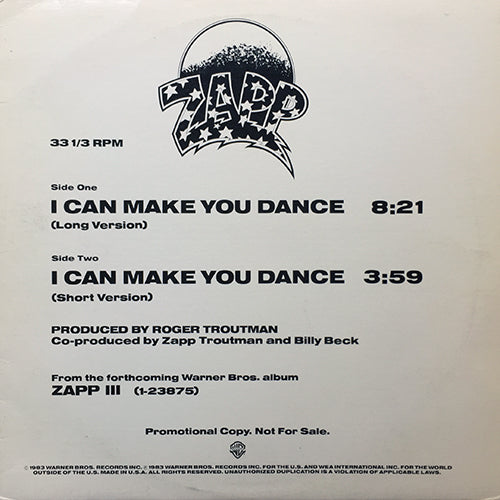 ZAPP
33 1/3 RPM
Side One
I CAN MAKE YOU DANCE 8:21
(Long Version)
Side Two
I CAN MAKE YOU DANCE 3:59
(Short Version)
PRODUCED BY ROGER TROUTMAN
Co-produced by Zapp Troutman and Billy Beck
From the forthcoming Warner Bros. album
ZAPP III (1-23875)
Promotional Copy. Not For Sale.
© 1983 WARNER BROS. RECORDS INC. ℗ 1983 WARNER BROS. RECORDS INC. FOR THE U.S. AND WEA INTERNATIONAL INC. FOR THE WORLD
OUTSIDE OF THE U.S. MADE IN U.S.A. ALL RIGHTS RESERVED. UNAUTHORIZED DUPLICATION IS A VIOLATION OF APPLICABLE LAWS.